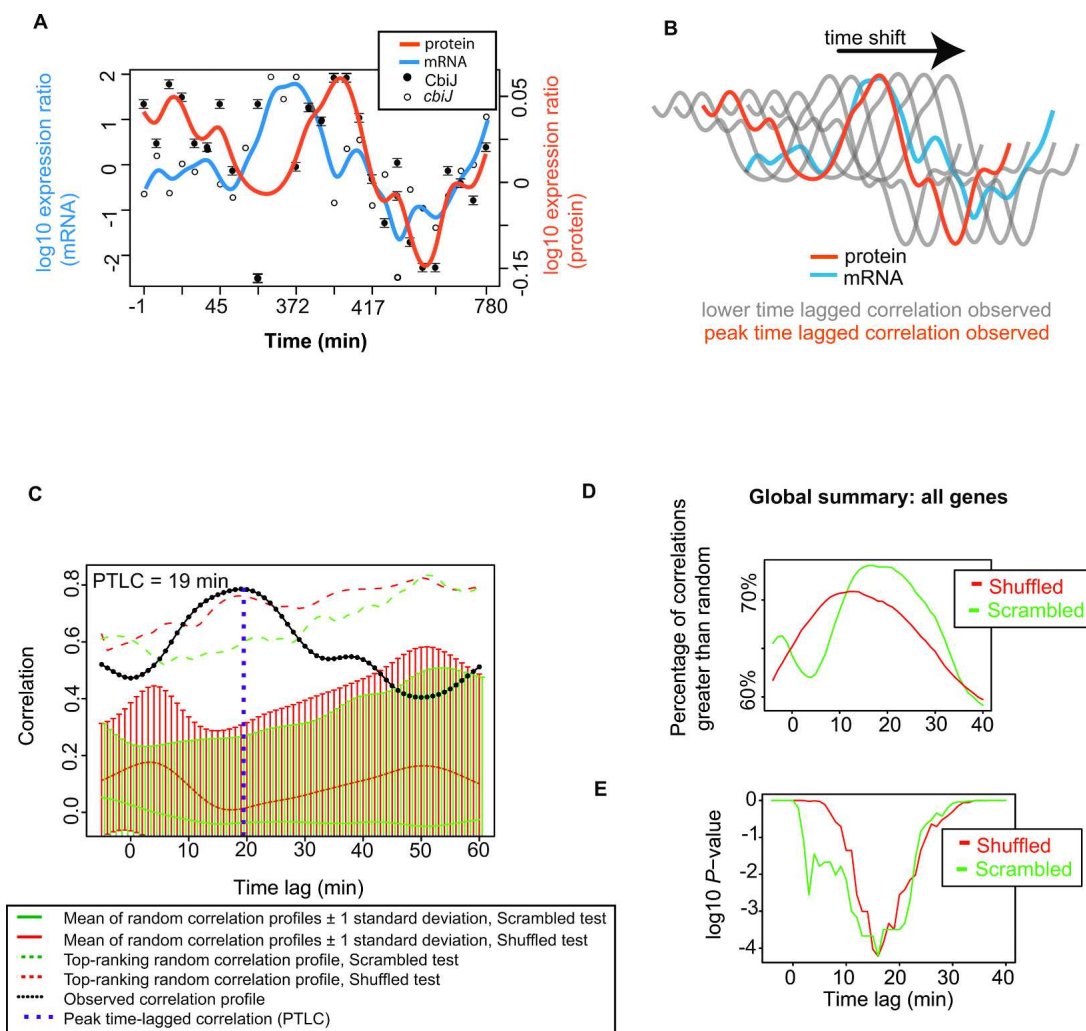 A
protein
mRNA
CbiJ
cbiJ
log10 expression ratio
(mRNA)
2
1
0
-1
-2
0.05
0
-0.15
log10 expression ratio
(protein)
-1
45
372
417
780
Time (min)
B
time shift
protein
mRNA
lower time lagged correlation observed
peak time lagged correlation observed
C
PTLC = 19 min
Correlation
0.8
0.6
0.4
0.2
0.0
0
10
20
30
40
50
60
Time lag (min)
Mean of random correlation profiles ± 1 standard deviation, Scrambled test
Mean of random correlation profiles ± 1 standard deviation, Shuffled test
Top-ranking random correlation profile, Scrambled test
Top-ranking random correlation profile, Shuffled test
Observed correlation profile
Peak time-lagged correlation (PTLC)
D
Global summary: all genes
Percentage of correlations
greater than random
70%
60%
Shuffled
Scrambled
0
10
20
30
40
E
log10 P-value
0
-1
-2
-3
-4
Shuffled
Scrambled
0
10
20
30
40
Time lag (min)